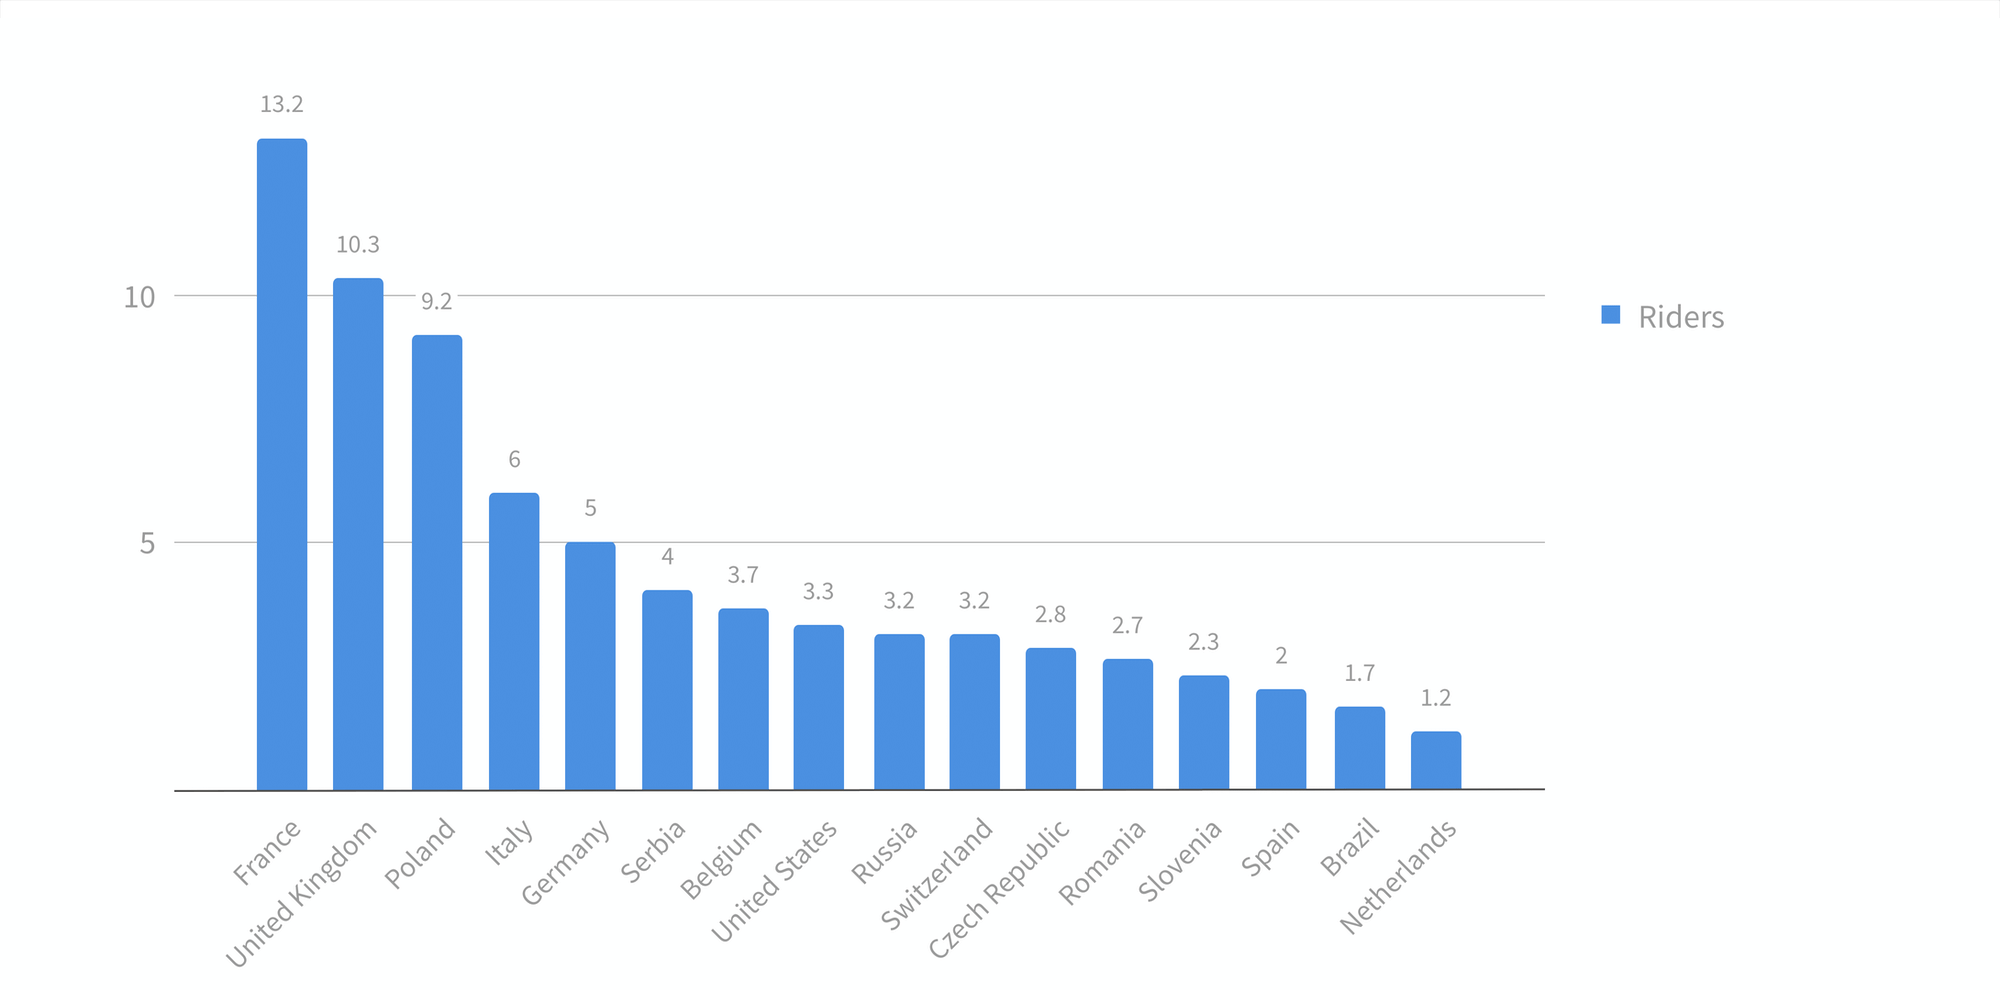 13.2
10.3
10
9.2
Riders
6
5
5
4
3.7
3.3
3.2
3.2
2.8
2.7
2.3
2
1.7
1.2
France
United Kingdom
Poland
Italy
Germany
Serbia
Belgium
United States
Russia
Switzerland
Czech Republic
Romania
Slovenia
Spain
Brazil
Netherlands